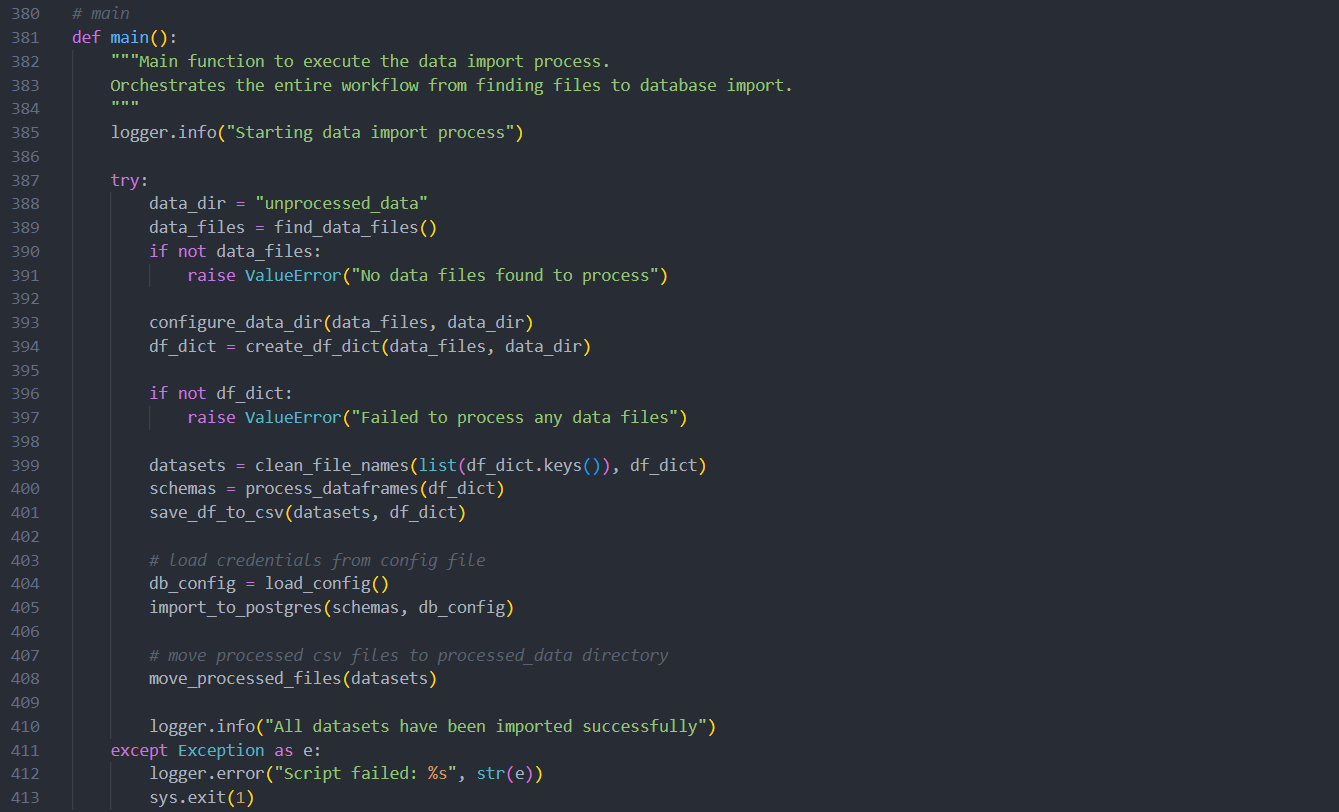 380 # main
381 def main():
382     """Main function to execute the data import process.
383     Orchestrates the entire workflow from finding files to database import.
384     """
385     logger.info("Starting data import process")
386
387     try:
388         data_dir = "unprocessed_data"
389         data_files = find_data_files()
390         if not data_files:
391             raise ValueError("No data files found to process")
392
393         configure_data_dir(data_files, data_dir)
394         df_dict = create_df_dict(data_files, data_dir)
395
396         if not df_dict:
397             raise ValueError("Failed to process any data files")
398
399         datasets = clean_file_names(list(df_dict.keys()), df_dict)
400         schemas = process_dataframes(df_dict)
401         save_df_to_csv(datasets, df_dict)
402
403         # load credentials from config file
404         db_config = load_config()
405         import_to_postgres(schemas, db_config)
406
407         # move processed csv files to processed_data directory
408         move_processed_files(datasets)
409
410         logger.info("All datasets have been imported successfully")
411     except Exception as e:
412         logger.error("Script failed: %s", str(e))
413         sys.exit(1)